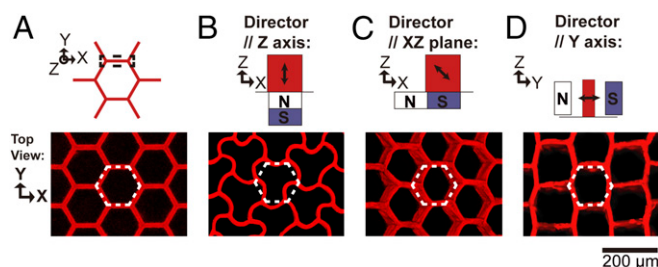 A
Y
Z X
B
Director
// Z axis:
Z
X
N
S
C
Director
// XZ plane:
Z
X
N S
D
Director
// Y axis:
Z
Y
N S
Top
View:
Y
X
200 µm